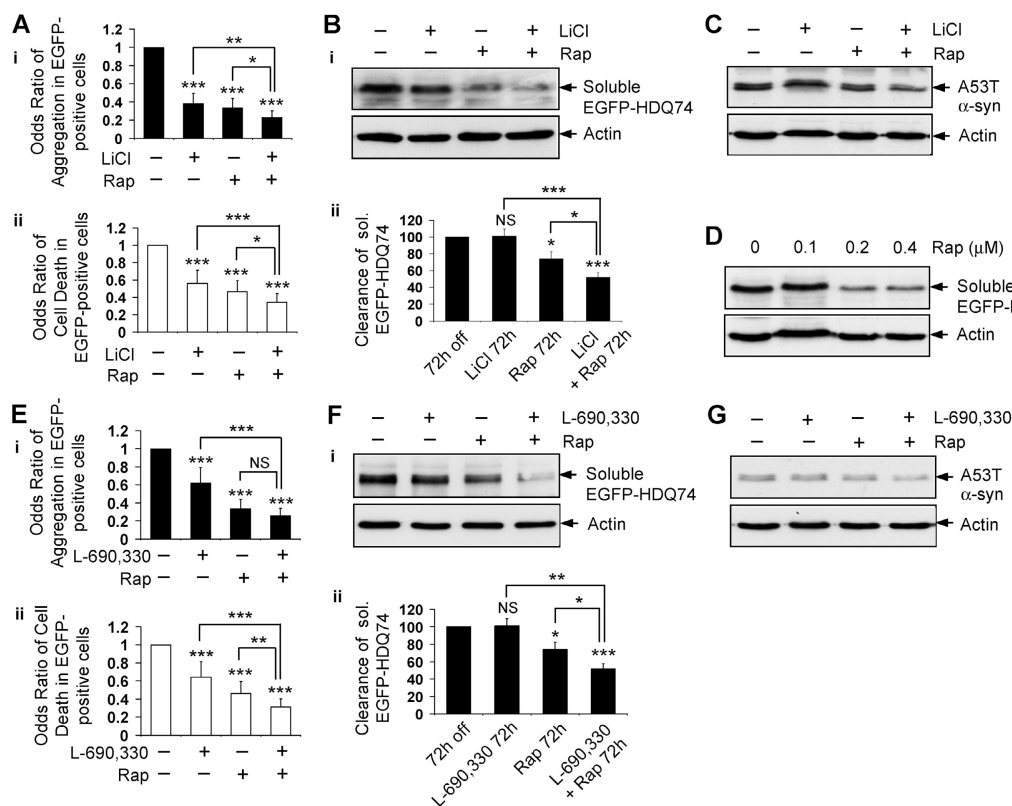 A
i
Odds Ratio of
Aggregation in EGFP-
positive cells
1.2
1
0.8
0.6
0.4
0.2
0
*** *** ***
** *
LiCl – + – +
Rap – – + +
ii
Odds Ratio of
Cell Death in
EGFP-positive cells
1.2
1
0.8
0.6
0.4
0.2
0
*** *** ***
*** *
LiCl – + – +
Rap – – + +
B
i
– + – + LiCl
– – + + Rap
Soluble
EGFP-HDQ74
Actin
ii
Clearance of sol.
EGFP-HDQ74
140
120
100
80
60
40
20
0
NS * ***
*** *
72h off
LiCl 72h
Rap 72h
LiCl
+ Rap 72h
C
– + – + LiCl
– – + + Rap
A53T
α-syn
Actin
D
0 0.1 0.2 0.4 Rap (µM)
Soluble
EGFP-
Actin
E
i
Odds Ratio of
Aggregation in EGFP-
positive cells
1.2
1
0.8
0.6
0.4
0.2
0
*** *** ***
*** NS
L-690,330 – + – +
Rap – – + +
ii
Odds Ratio of Cell
Death in EGFP-
positive cells
1.2
1
0.8
0.6
0.4
0.2
0
*** *** ***
*** **
L-690,330 – + – +
Rap – – + +
F
i
– + – + L-690,330
– – + + Rap
Soluble
EGFP-HDQ74
Actin
ii
Clearance of sol.
EGFP-HDQ74
120
100
80
60
40
20
0
NS * ***
** *
72h off
L-690,330 72h
Rap 72h
L-690,330
+ Rap 72h
G
– + – + L-690,330
– – + + Rap
A53T
α-syn
Actin